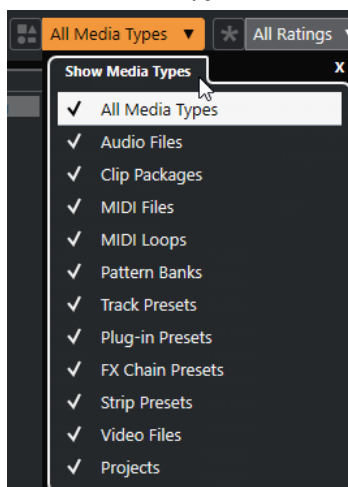 All Media Types All Ratings
Show Media Types X
All Media Types
Audio Files
Clip Packages
MIDI Files
MIDI Loops
Pattern Banks
Track Presets
Plug-in Presets
FX Chain Presets
Strip Presets
Video Files
Projects